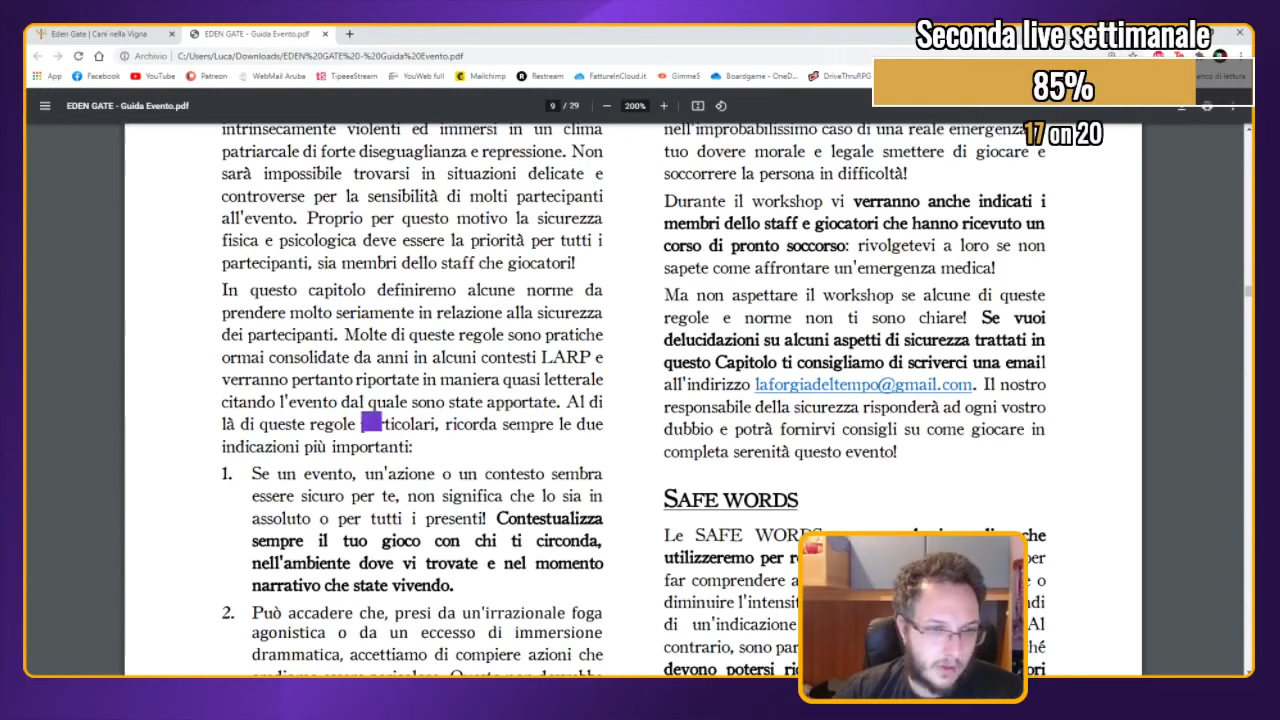 Seconda live settimanale
85%
17 on 20
Eden Gate | Cani nella Vigna
EDEN GATE - Guida Evento.pdf
Archivio
C:/Users/Luca/Downloads/EDEN%20GATE%20-%20Guida%20Evento.pdf
App
Facebook
YouTube
Patreon
WebMail Aruba
TipeeeStream
YouWeb full
Mailchimp
Restream
FattureInCloud.it
Gimme5
Boardgame - OneD...
DriveThruRPG
di lettura
EDEN GATE - Guida Evento.pdf
9 / 29
200%
intrinsecamente violenti ed immersi in un clima
patriarcale di forte diseguaglianza e repressione. Non
sarà impossibile trovarsi in situazioni delicate e
controverse per la sensibilità di molti partecipanti
all'evento. Proprio per questo motivo la sicurezza
fisica e psicologica deve essere la priorità per tutti i
partecipanti, sia membri dello staff che giocatori!
In questo capitolo definiremo alcune norme da
prendere molto seriamente in relazione alla sicurezza
dei partecipanti. Molte di queste regole sono pratiche
ormai consolidate da anni in alcuni contesti LARP e
verranno pertanto riportate in maniera quasi letterale
citando l'evento dal quale sono state apportate. Al di
là di queste regole particolari, ricorda sempre le due
indicazioni più importanti:
1. Se un evento, un'azione o un contesto sembra
essere sicuro per te, non significa che lo sia in
assoluto o per tutti i presenti! Contestualizza
sempre il tuo gioco con chi ti circonda,
nell'ambiente dove vi trovate e nel momento
narrativo che state vivendo.
2. Può accadere che, presi da un'irrazionale foga
agonistica o da un eccesso di immersione
drammatica, accettiamo di compiere azioni che
nell'improbabilissimo caso di una reale emergenza
tuo dovere morale e legale smettere di giocare e
soccorrere la persona in difficoltà!
Durante il workshop vi verranno anche indicati i
membri dello staff e giocatori che hanno ricevuto un
corso di pronto soccorso: rivolgetevi a loro se non
sapete come affrontare un'emergenza medica!
Ma non aspettare il workshop se alcune di queste
regole e norme non ti sono chiare! Se vuoi
delucidazioni su alcuni aspetti di sicurezza trattati in
questo Capitolo ti consigliamo di scriverci una email
all'indirizzo laforgiadeltempo@gmail.com. Il nostro
responsabile della sicurezza risponderà ad ogni vostro
dubbio e potrà fornirvi consigli su come giocare in
completa serenità questo evento!
SAFE WORDS
Le SAFE WORDS che
utilizzeremo per per
far comprendere o
diminuire l'intensit
di un'indicazione Al
contrario, sono
devono potersi